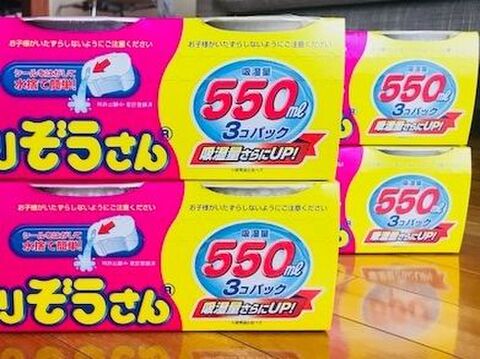 お子様がいたずらしないようにご注意ください
シールをはがして
水捨て簡単!
りぞうさん
吸湿量
550ml
3コパック
吸湿量さらにUP!
吸湿量
550ml
3コパック
吸湿量さらにUP!
お子様がいたずらしないようにご注意ください
シールをはがして
水捨て簡単!
りぞうさん
吸湿量
550ml
3コパック
吸湿量さらにUP!
吸湿量
550ml
3コパック
吸湿量さらにUP!